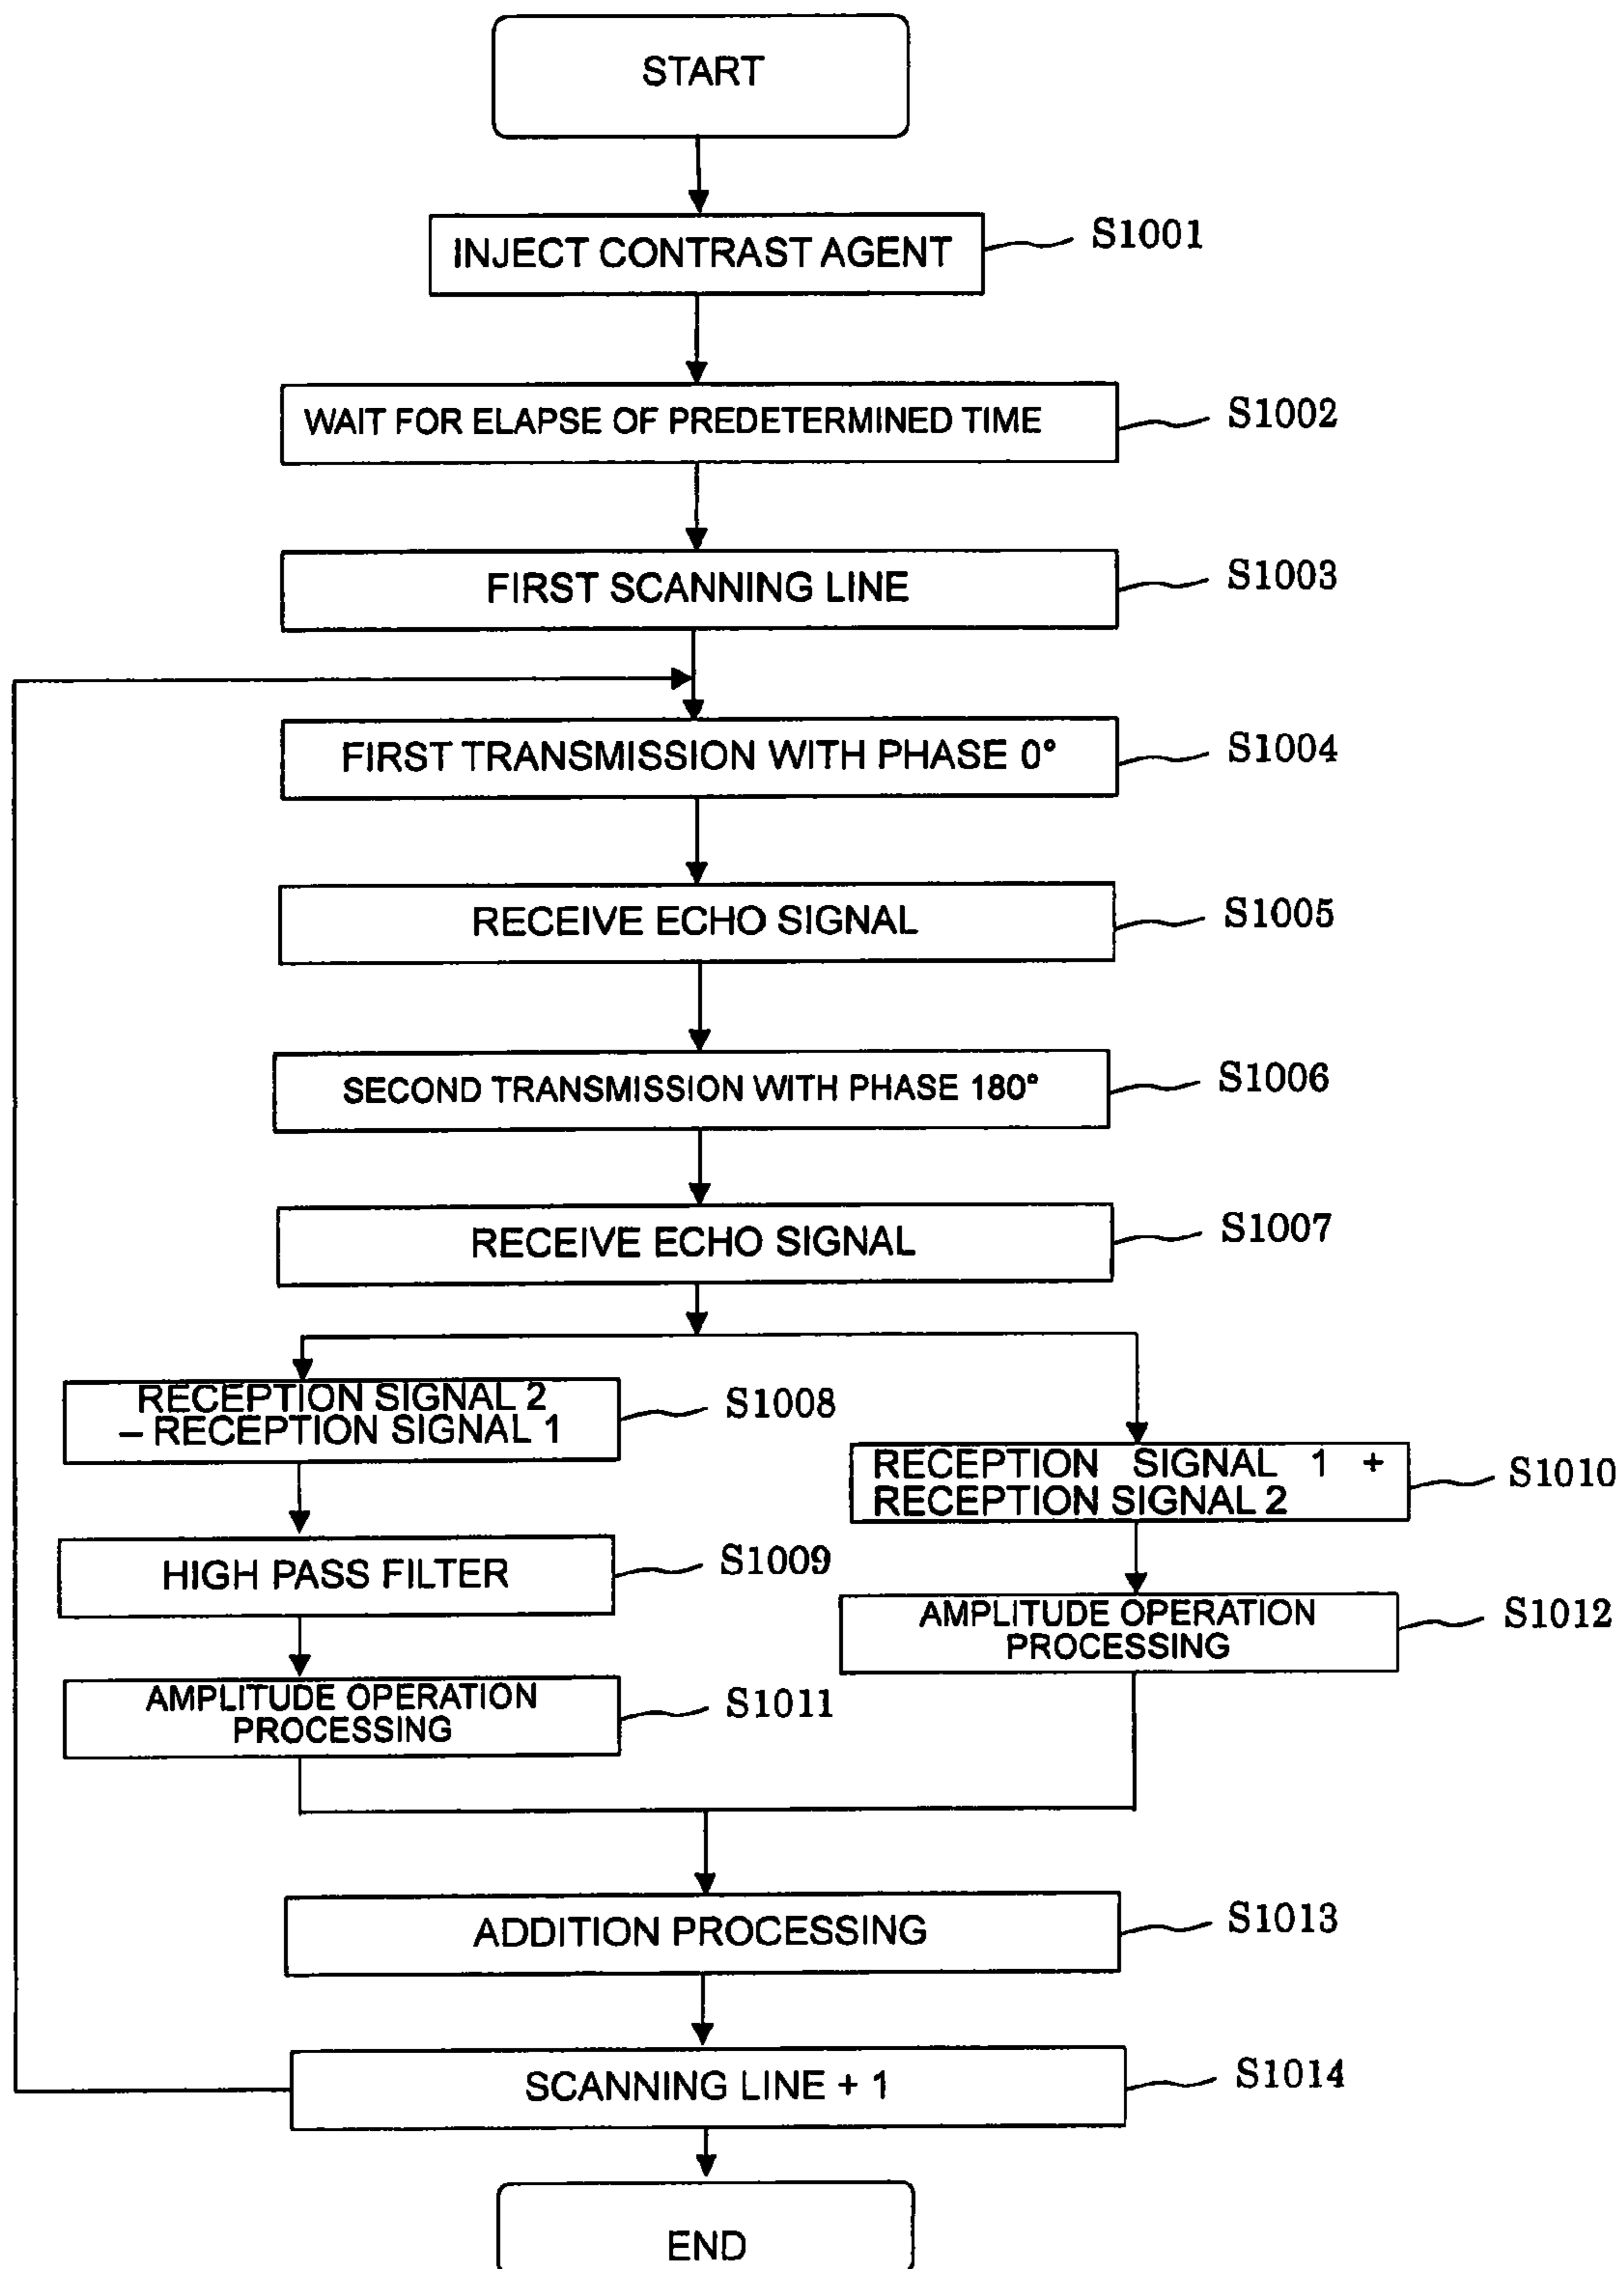 START
INJECT CONTRAST AGENT
S1001
WAIT FOR ELAPSE OF PREDETERMINED TIME
S1002
FIRST SCANNING LINE
S1003
FIRST TRANSMISSION WITH PHASE 0°
S1004
RECEIVE ECHO SIGNAL
S1005
SECOND TRANSMISSION WITH PHASE 180°
S1006
RECEIVE ECHO SIGNAL
S1007
RECEPTION SIGNAL 2
– RECEPTION SIGNAL 1
S1008
RECEPTION SIGNAL 1 +
RECEPTION SIGNAL 2
S1010
HIGH PASS FILTER
S1009
AMPLITUDE OPERATION
PROCESSING
S1012
AMPLITUDE OPERATION
PROCESSING
S1011
ADDITION PROCESSING
S1013
SCANNING LINE + 1
S1014
END